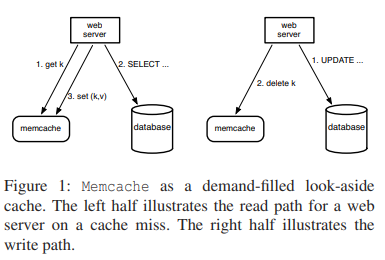 web
server
1. get k
2. SELECT ...
3. set (k,v)
memcache
database
web
server
1. UPDATE ...
2. delete k
memcache
database
Figure 1: Memcache as a demand-filled look-aside
cache. The left half illustrates the read path for a web
server on a cache miss. The right half illustrates the
write path.